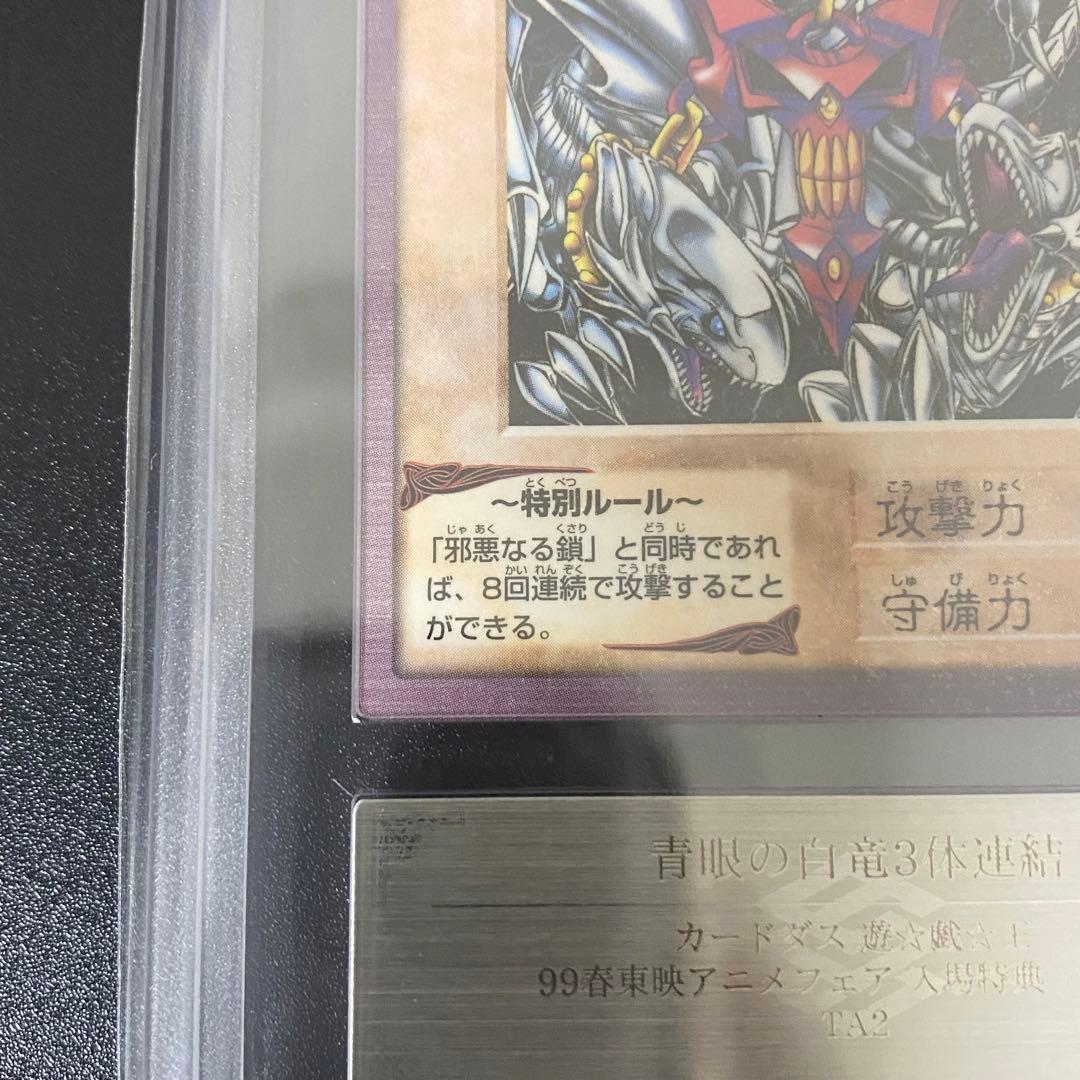 ～特別ルール～
「邪悪なる鎖」と同時であれ
ば、8回連続で攻撃すること
ができる。
攻撃力
守備力
青眼の白竜3体連結
カードダス 遊☆戯☆王
99春東映アニメフェア 入場特典
TA2